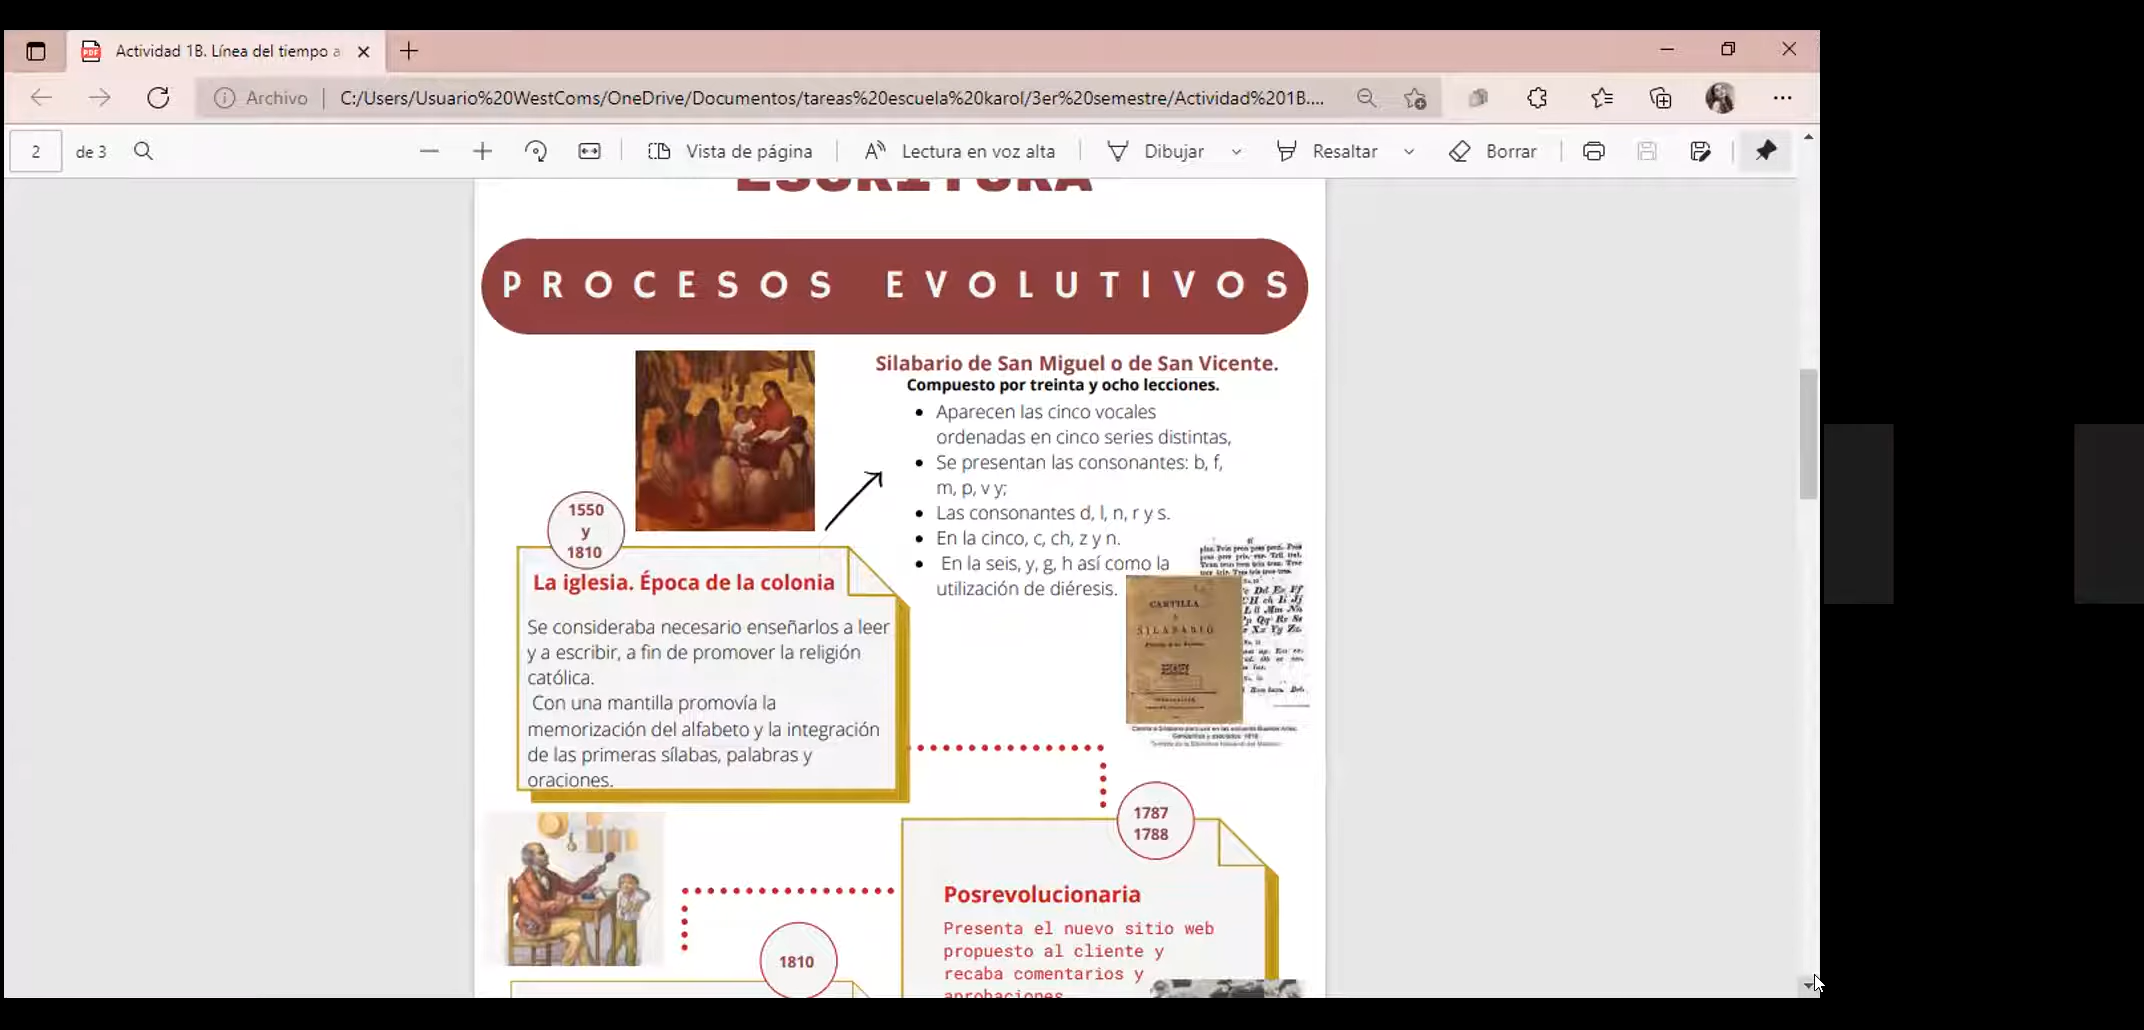 Actividad 1B. Línea del tiempo a
Archivo
C:/Users/Usuario%20WestComs/OneDrive/Documentos/tareas%20escuela%20karol/3er%20semestre/Actividad%201B....
2 de 3
Vista de página
Lectura en voz alta
Dibujar
Resaltar
Borrar
ESCRITURA
PROCESOS EVOLUTIVOS
Silabario de San Miguel o de San Vicente.
Compuesto por treinta y ocho lecciones.
Aparecen las cinco vocales
ordenadas en cinco series distintas,
Se presentan las consonantes: b, f,
m, p, v y;
Las consonantes d, l, n, r y s.
En la cinco, c, ch, z y n.
En la seis, y, g, h así como la
utilización de diéresis.
CARTILLA
SILABARIO
1550
y
1810
La iglesia. Época de la colonia
Se consideraba necesario enseñarlos a leer
y a escribir, a fin de promover la religión
católica.
Con una mantilla promovía la
memorización del alfabeto y la integración
de las primeras sílabas, palabras y
oraciones.
1787
1788
Posrevolucionaria
Presenta el nuevo sitio web
propuesto al cliente y
recaba comentarios y
aprobaciones
1810